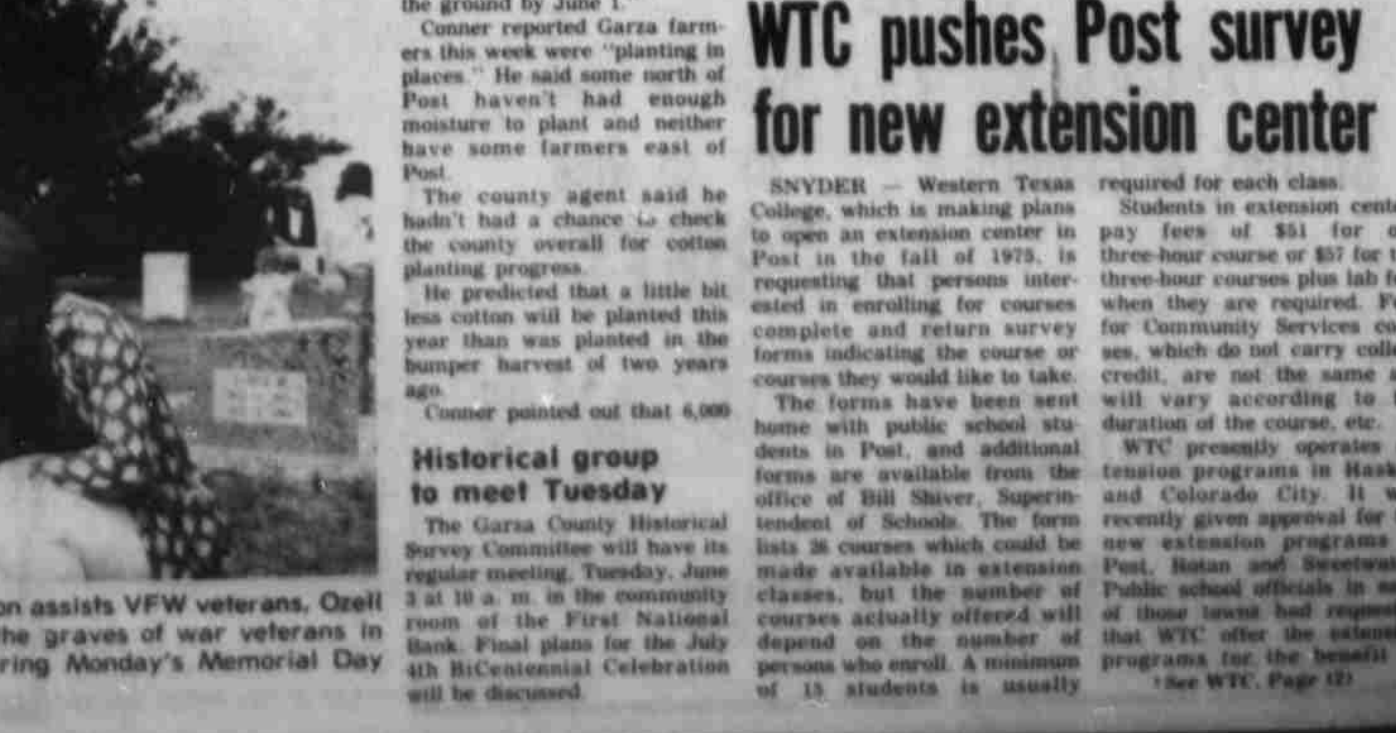 on assists VFW veterans, Ozell
he graves of war veterans in
ring Monday's Memorial Day
the ground by June 1."
Conner reported Garza farm-
ers this week were "planting in
places." He said some north of
Post haven't had enough
moisture to plant and neither
have some farmers east of
Post.
The county agent said he
hadn't had a chance to check
the county overall for cotton
planting progress.
He predicted that a little bit
less cotton will be planted this
year than was planted in the
bumper harvest of two years
ago.
Conner pointed out that 6,000
Historical group
to meet Tuesday
The Garza County Historical
Survey Committee will have its
regular meeting, Tuesday, June
3 at 10 a. m. in the community
room of the First National
Bank. Final plans for the July
4th BiCentennial Celebration
will be discussed.
WTC pushes Post survey
for new extension center
SNYDER — Western Texas
College, which is making plans
to open an extension center in
Post in the fall of 1975, is
requesting that persons inter-
ested in enrolling for courses
complete and return survey
forms indicating the course or
courses they would like to take.
The forms have been sent
home with public school stu-
dents in Post, and additional
forms are available from the
office of Bill Shiver, Superin-
tendent of Schools. The form
lists 26 courses which could be
made available in extension
classes, but the number of
courses actually offered will
depend on the number of
persons who enroll. A minimum
of 15 students is usually
required for each class.
Students in extension cente
pay fees of $51 for o
three-hour course or $57 for t
three-hour courses plus lab f
when they are required. F
for Community Services co
ses, which do not carry colle
credit, are not the same a
will vary according to t
duration of the course, etc.
WTC presently operates
tension programs in Hask
and Colorado City. It w
recently given approval for
new extension programs
Post, Rotan and Sweetwa
Public school officials in
of those towns had reques
that WTC offer the extens
programs for the benefit
(See WTC, Page 12)